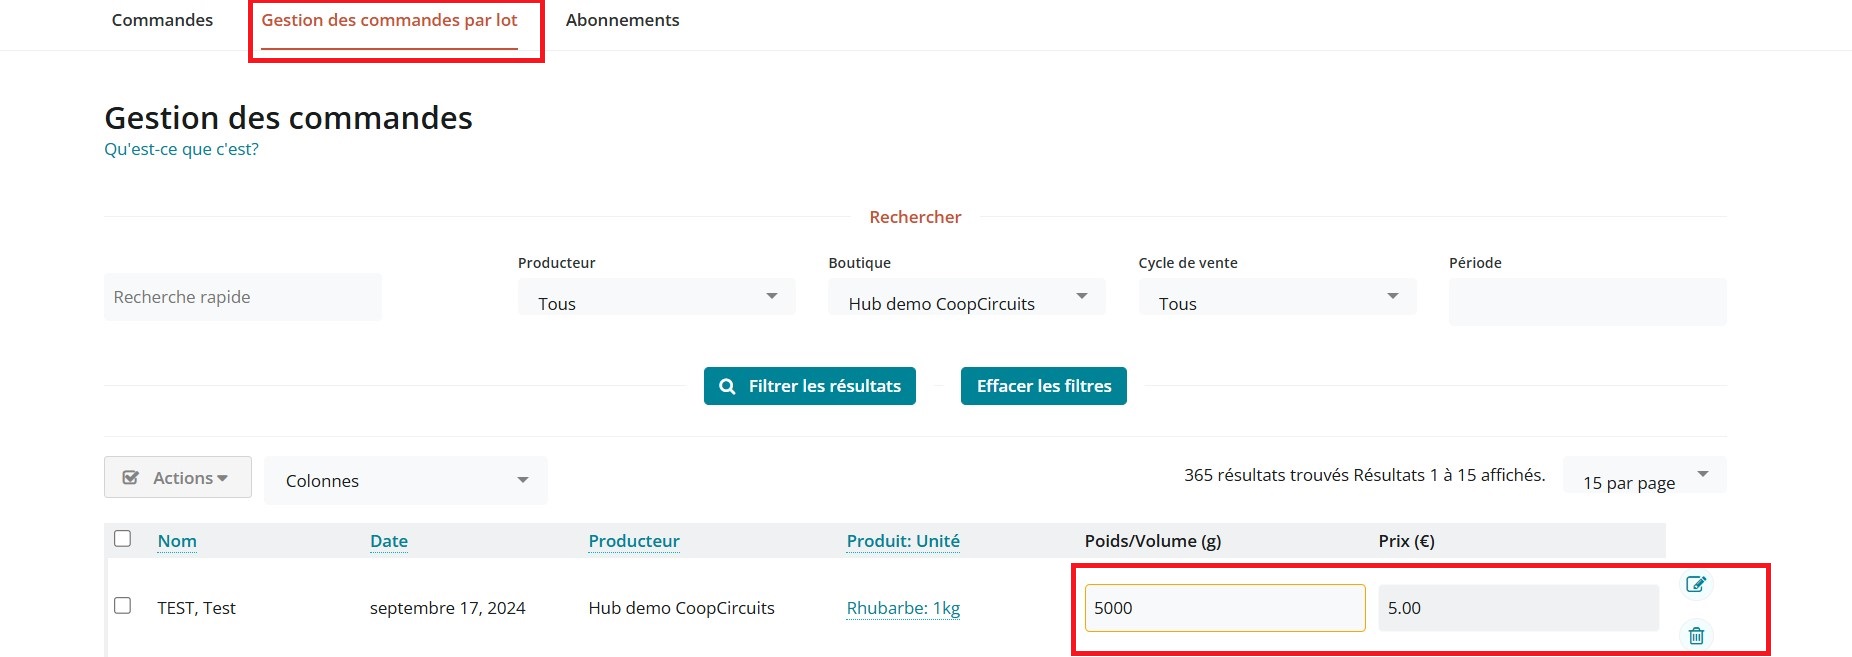 Commandes Gestion des commandes par lot Abonnements
Gestion des commandes
Qu'est-ce que c'est?
Rechercher
Producteur Boutique Cycle de vente Période
Recherche rapide Tous Hub demo CoopCircuits Tous
Filtrer les résultats Effacer les filtres
Actions Colonnes 365 résultats trouvés Résultats 1 à 15 affichés. 15 par page
Nom Date Producteur Produit: Unité Poids/Volume (g) Prix (€)
TEST, Test septembre 17, 2024 Hub demo CoopCircuits Rhubarbe: 1kg 5000 5.00